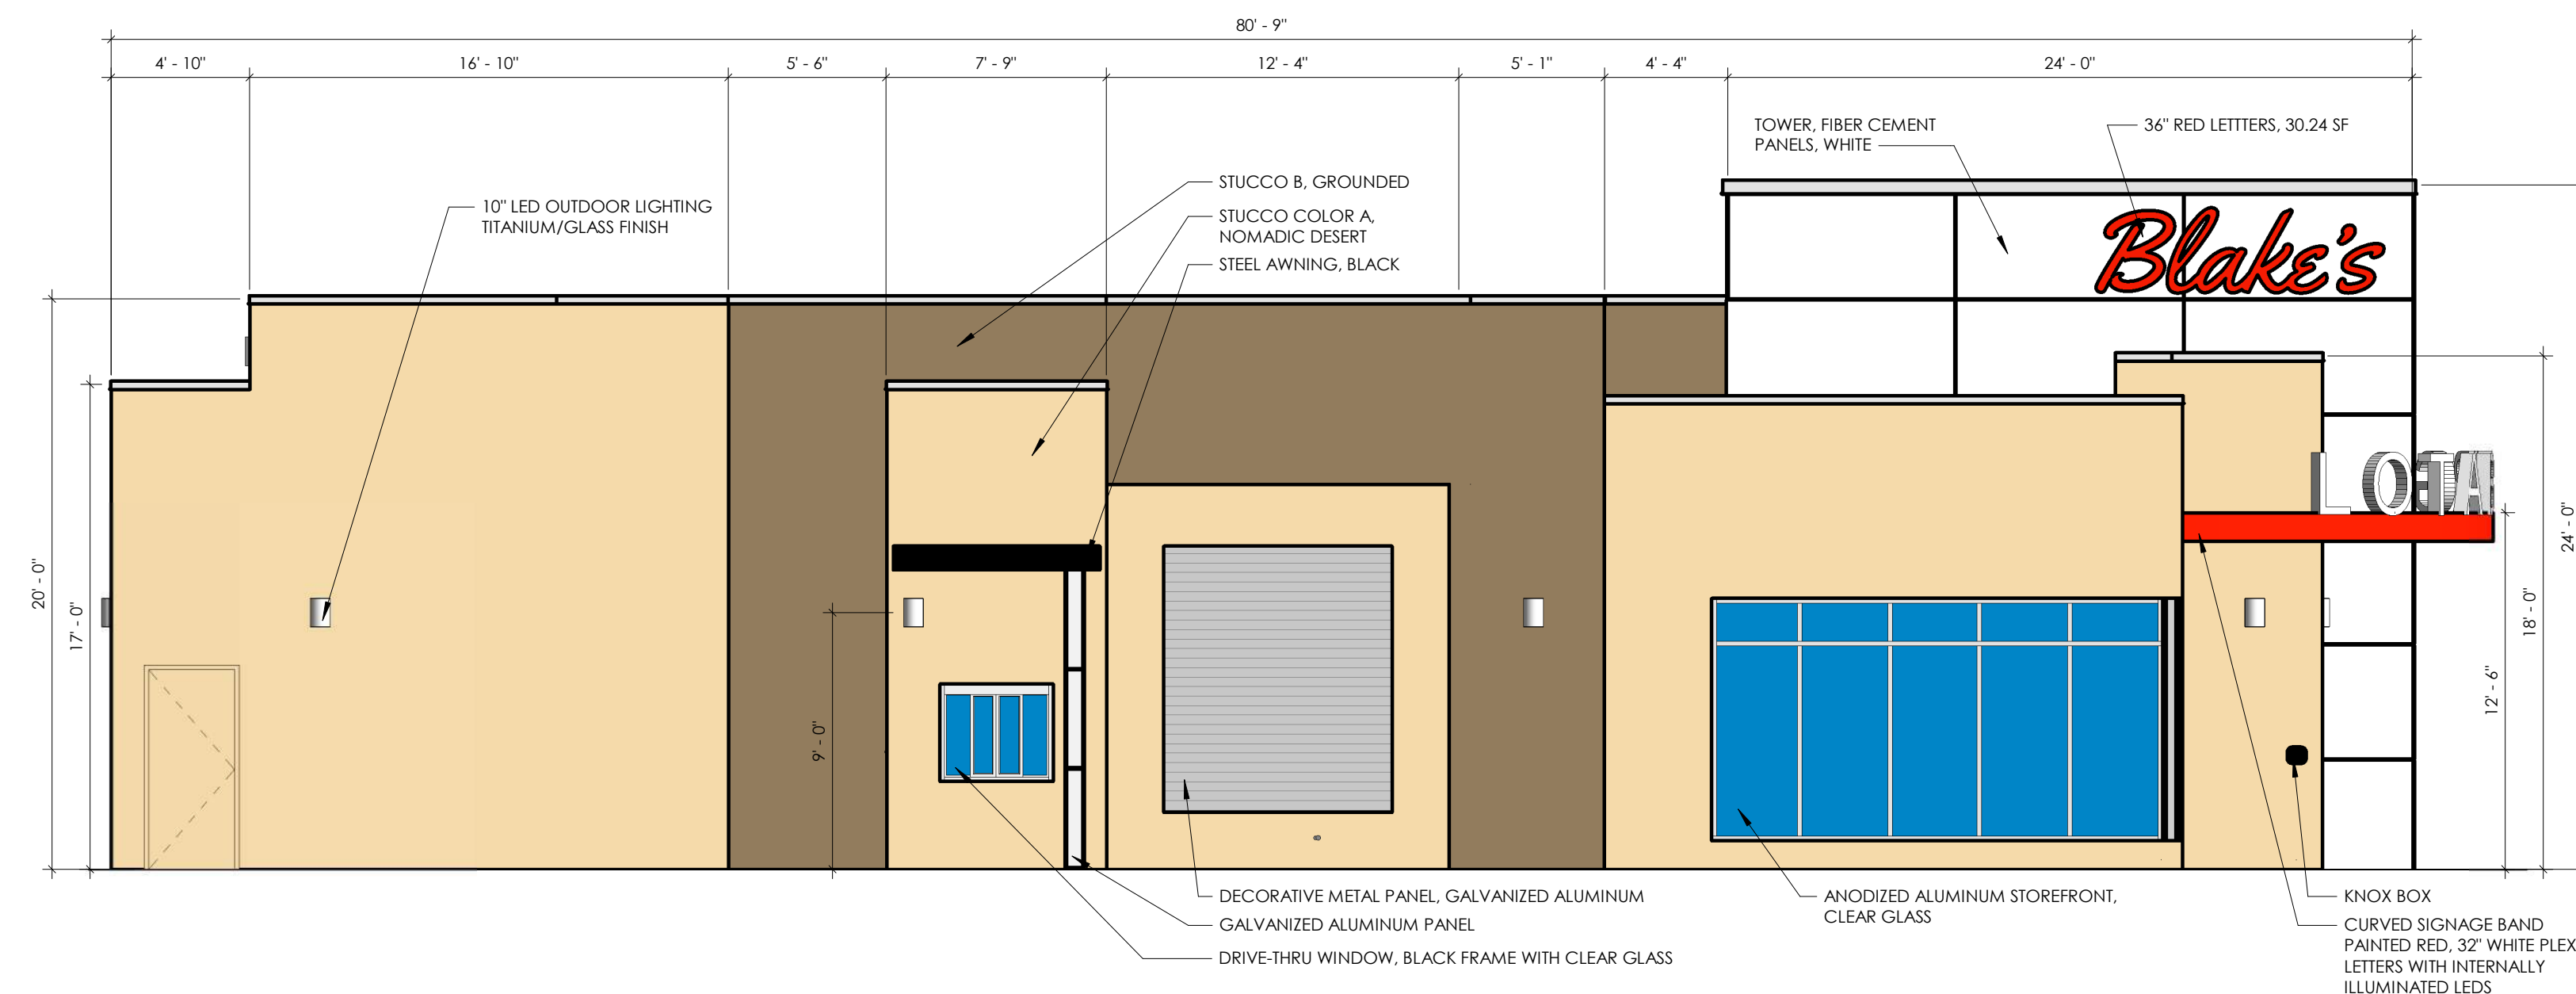 80' - 9"
4' - 10"
16' - 10"
5' - 6"
7' - 9"
12' - 4"
5' - 1"
4' - 4"
24' - 0"
TOWER, FIBER CEMENT
PANELS, WHITE
36" RED LETTTERS, 30.24 SF
STUCCO B, GROUNDED
10" LED OUTDOOR LIGHTING
TITANIUM/GLASS FINISH
STUCCO COLOR A,
NOMADIC DESERT
STEEL AWNING, BLACK
Blake's
LOTA
20' - 0"
17' - 0"
9' - 0"
12' - 6"
18' - 0"
24' - 0"
DECORATIVE METAL PANEL, GALVANIZED ALUMINUM
GALVANIZED ALUMINUM PANEL
DRIVE-THRU WINDOW, BLACK FRAME WITH CLEAR GLASS
ANODIZED ALUMINUM STOREFRONT,
CLEAR GLASS
KNOX BOX
CURVED SIGNAGE BAND
PAINTED RED, 32" WHITE PLEX
LETTERS WITH INTERNALLY
ILLUMINATED LEDS